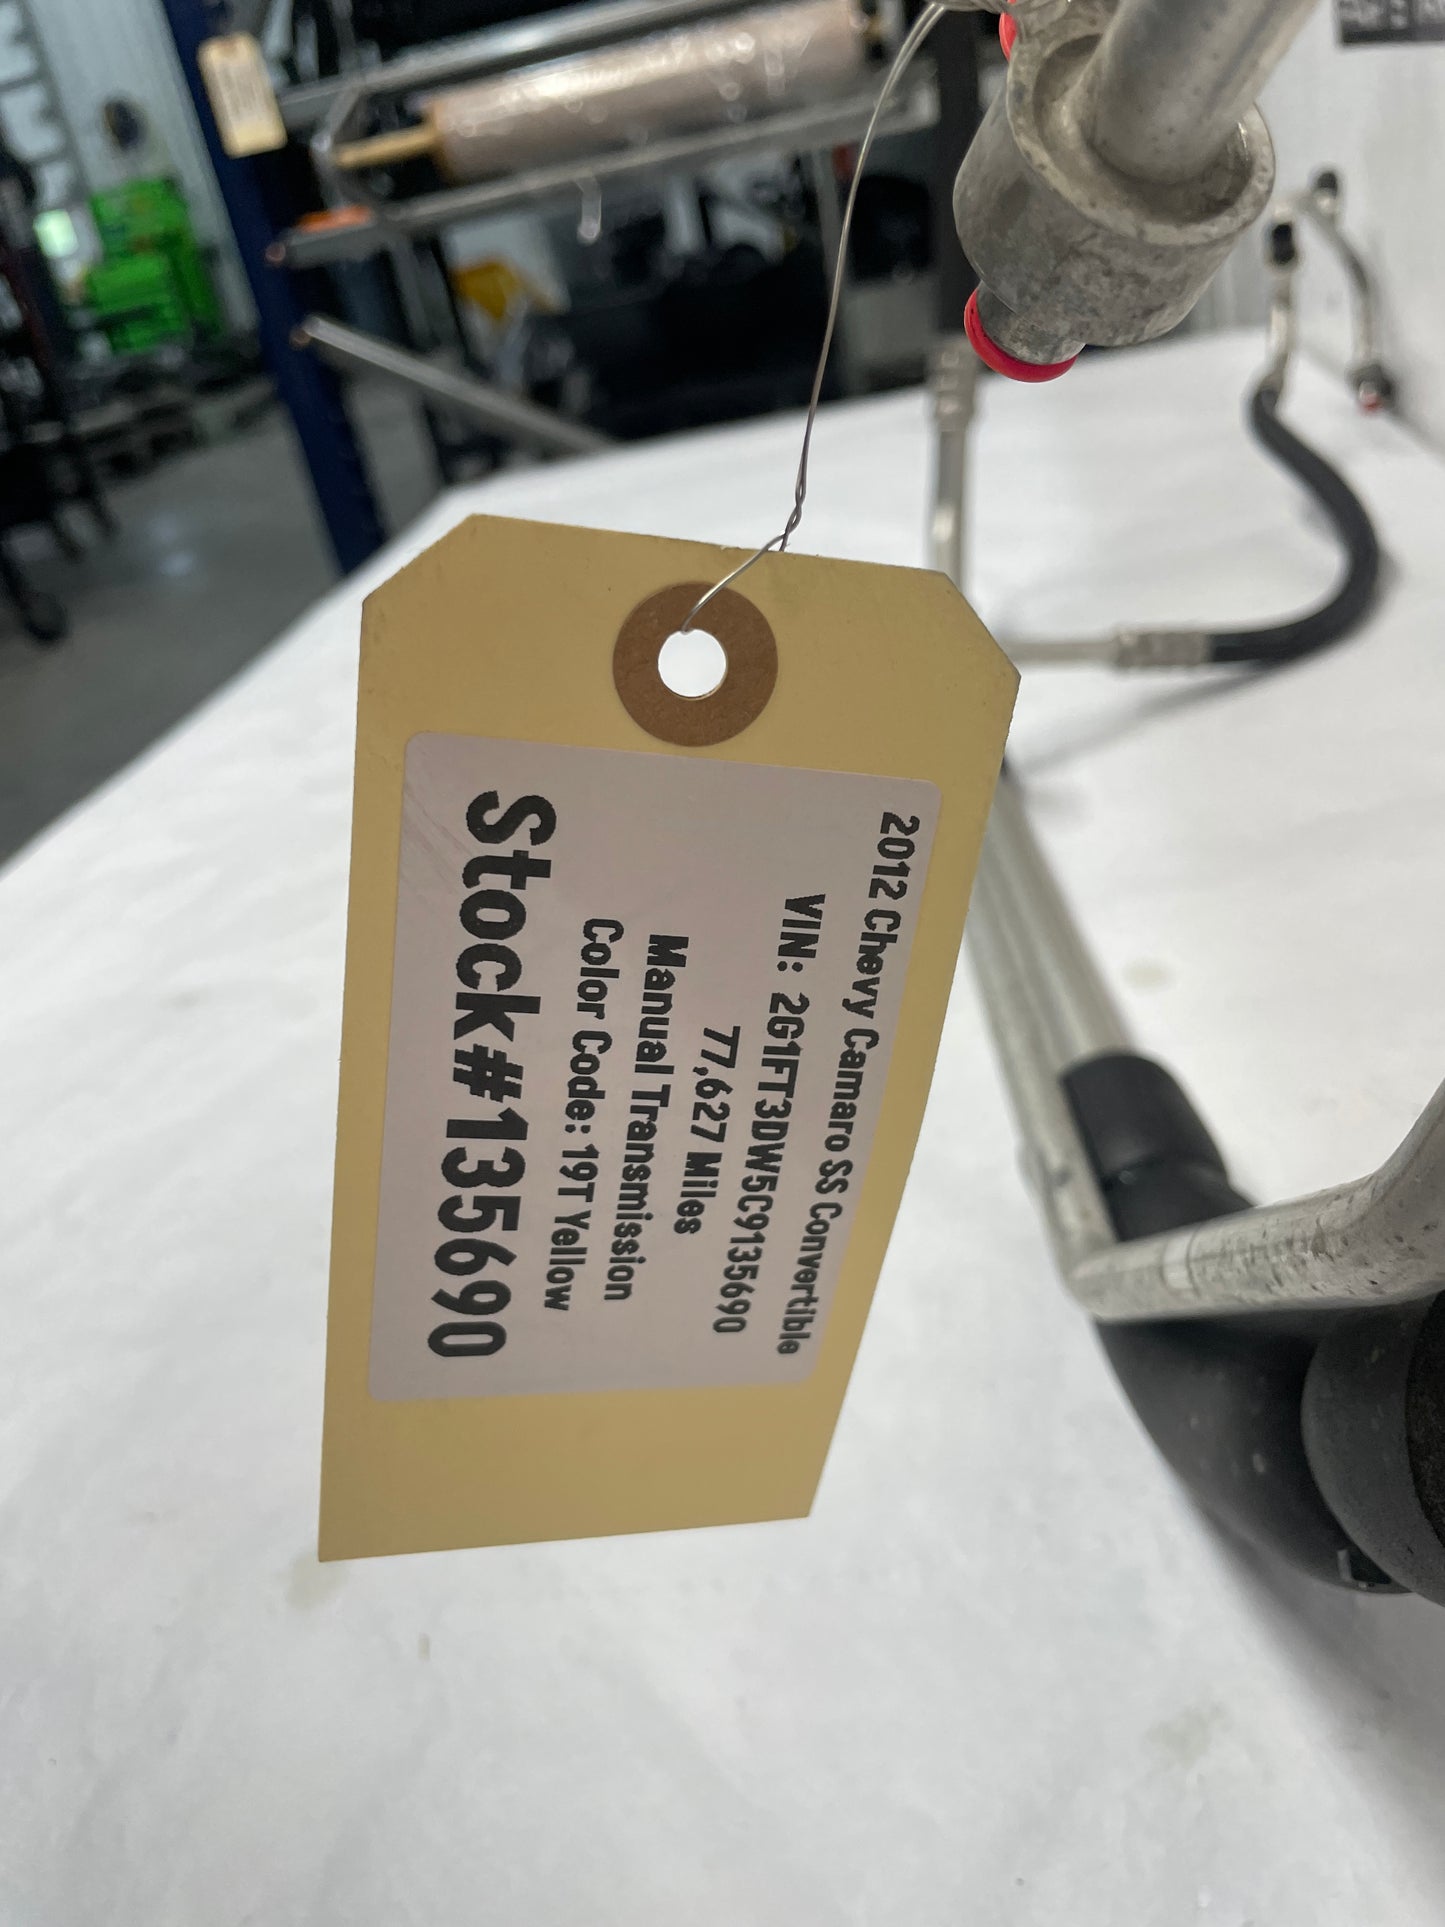 2012 Chevy Camaro SS Convertible
VIN: 2G1FT3DW5C9135690
77,627 Miles
Manual Transmission
Color Code: 19T Yellow
Stock#135690